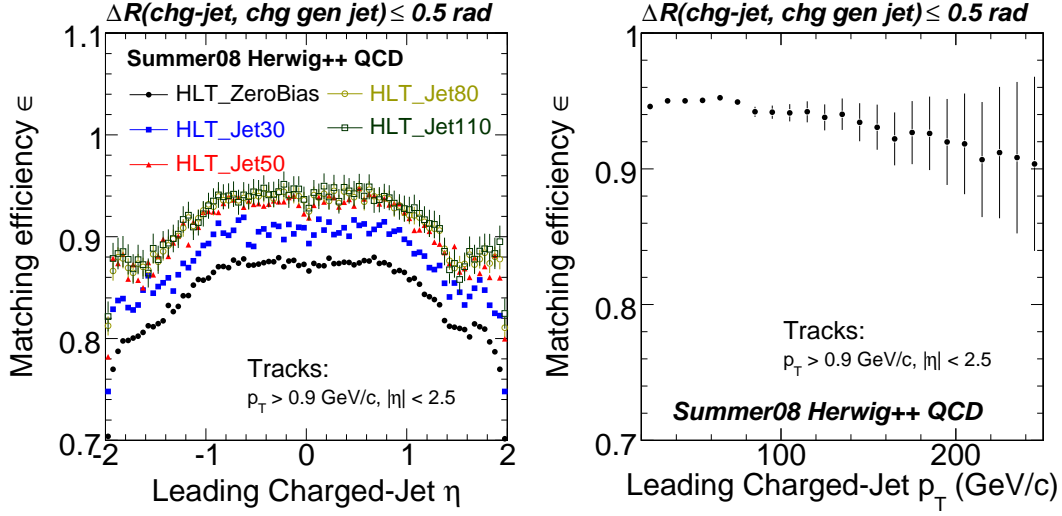 ΔR(chg-jet, chg gen jet) ≤ 0.5 rad
Matching efficiency ∈
1.1
1
0.9
0.8
0.7
Summer08 Herwig++ QCD
HLT_ZeroBias
HLT_Jet80
HLT_Jet30
HLT_Jet110
HLT_Jet50
Tracks:
p_T > 0.9 GeV/c, |η| < 2.5
-2 -1 0 1 2
Leading Charged-Jet η
ΔR(chg-jet, chg gen jet) ≤ 0.5 rad
Matching efficiency ∈
1
0.9
0.8
0.7
Tracks:
p_T > 0.9 GeV/c, |η| < 2.5
Summer08 Herwig++ QCD
100 200
Leading Charged-Jet p_T (GeV/c)